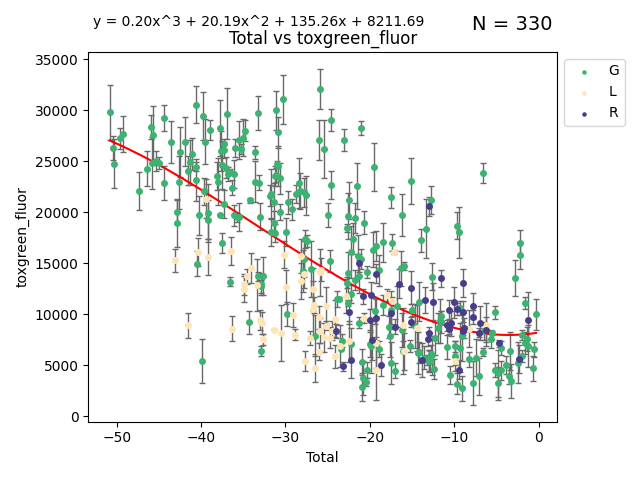 y = 0.20x^3 + 20.19x^2 + 135.26x + 8211.69
N = 330
Total vs toxgreen_fluor
35000
30000
25000
20000
15000
10000
5000
0
toxgreen_fluor
−50
−40
−30
−20
−10
0
Total
G
L
R